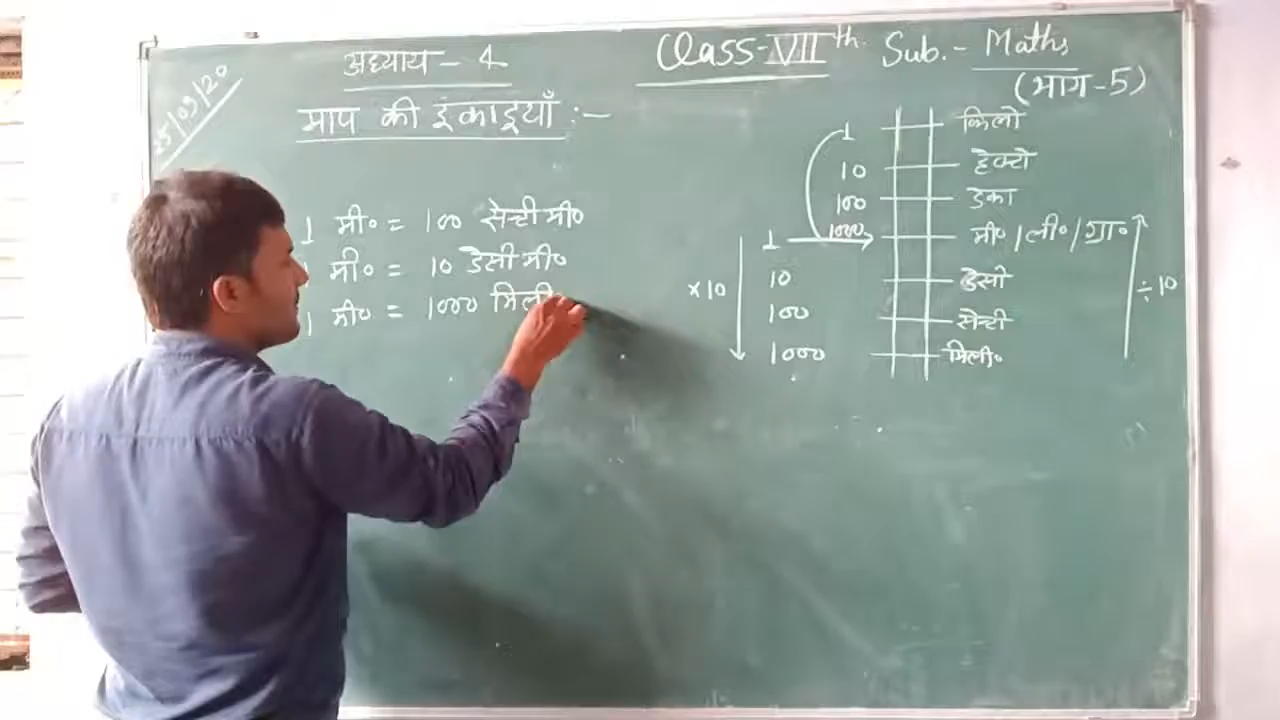 25/03/20
अध्याय - 4
Class-VIIth. Sub.- Maths
(भाग-5)
माप की इंकाइयाँ :-
1 मी० = 100 सेन्टी मी०
1 मी० = 10 डेसी मी०
1 मी० = 1000 मिली
1 किलो
10 हेक्टो
100 डेका
1000 मी० / ली० / ग्रा०
1
10 डेसी
100 सेन्टी
1000 मिली०
×10
÷10